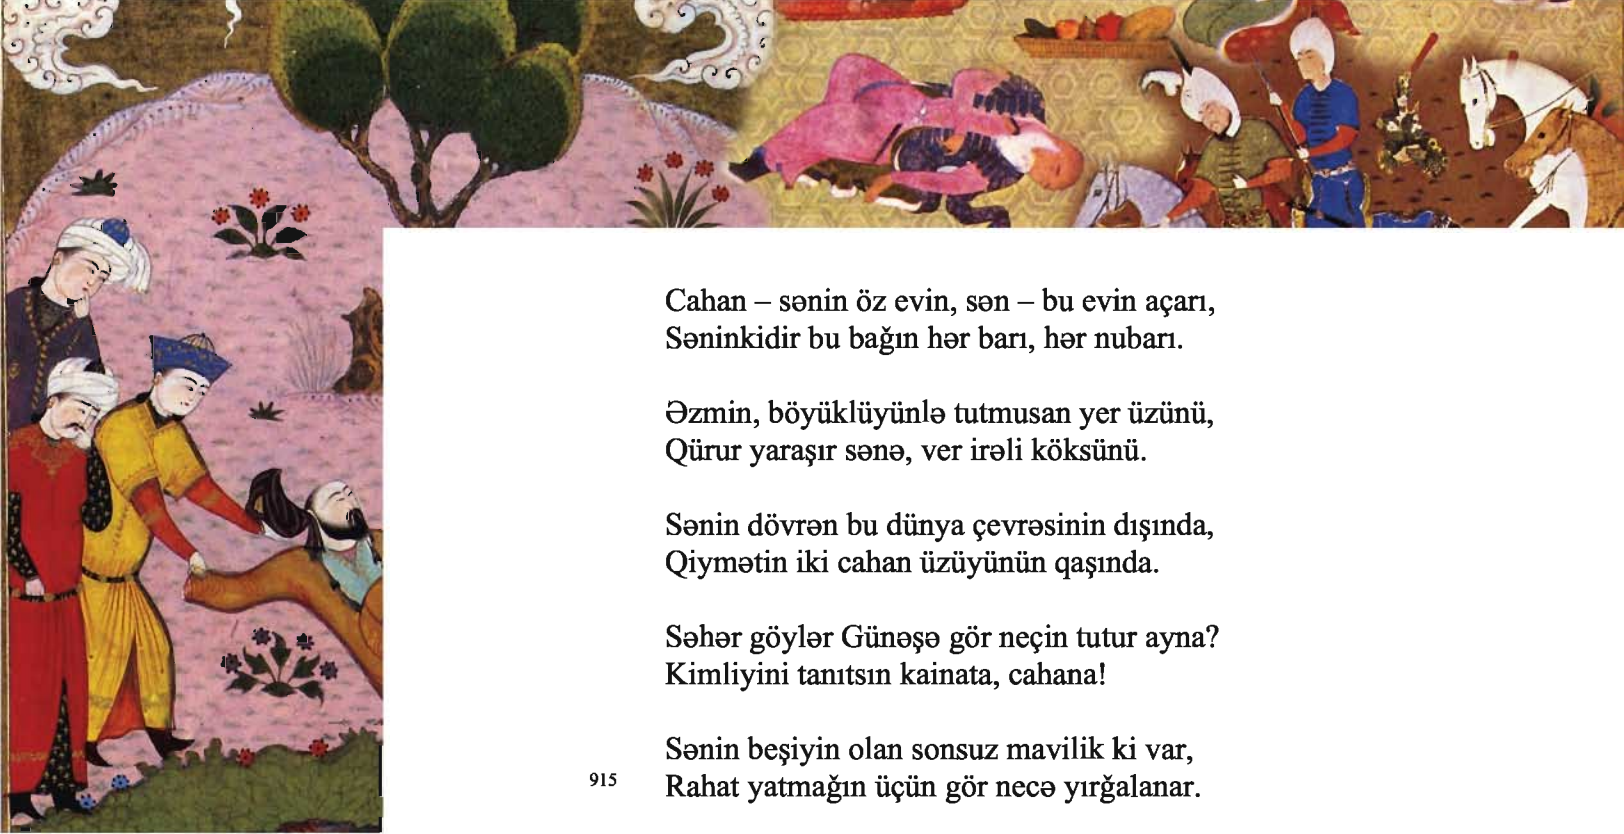 Cahan – sənin öz evin, sən – bu evin açarı,
Səninkidir bu bağın hər barı, hər nubarı.
Əzmin, böyüklüyünlə tutmusan yer üzünü,
Qürur yaraşır sənə, ver irəli köksünü.
Sənin dövrən bu dünya çevrəsinin dışında,
Qiymətin iki cahan üzüyünün qaşında.
Səhər göylər Günəşə gör neçin tutur ayna?
Kimliyini tanıtsın kainata, cahana!
Sənin beşiyin olan sonsuz mavilik ki var,
915 Rahat yatmağın üçün gör necə yırğalanar.